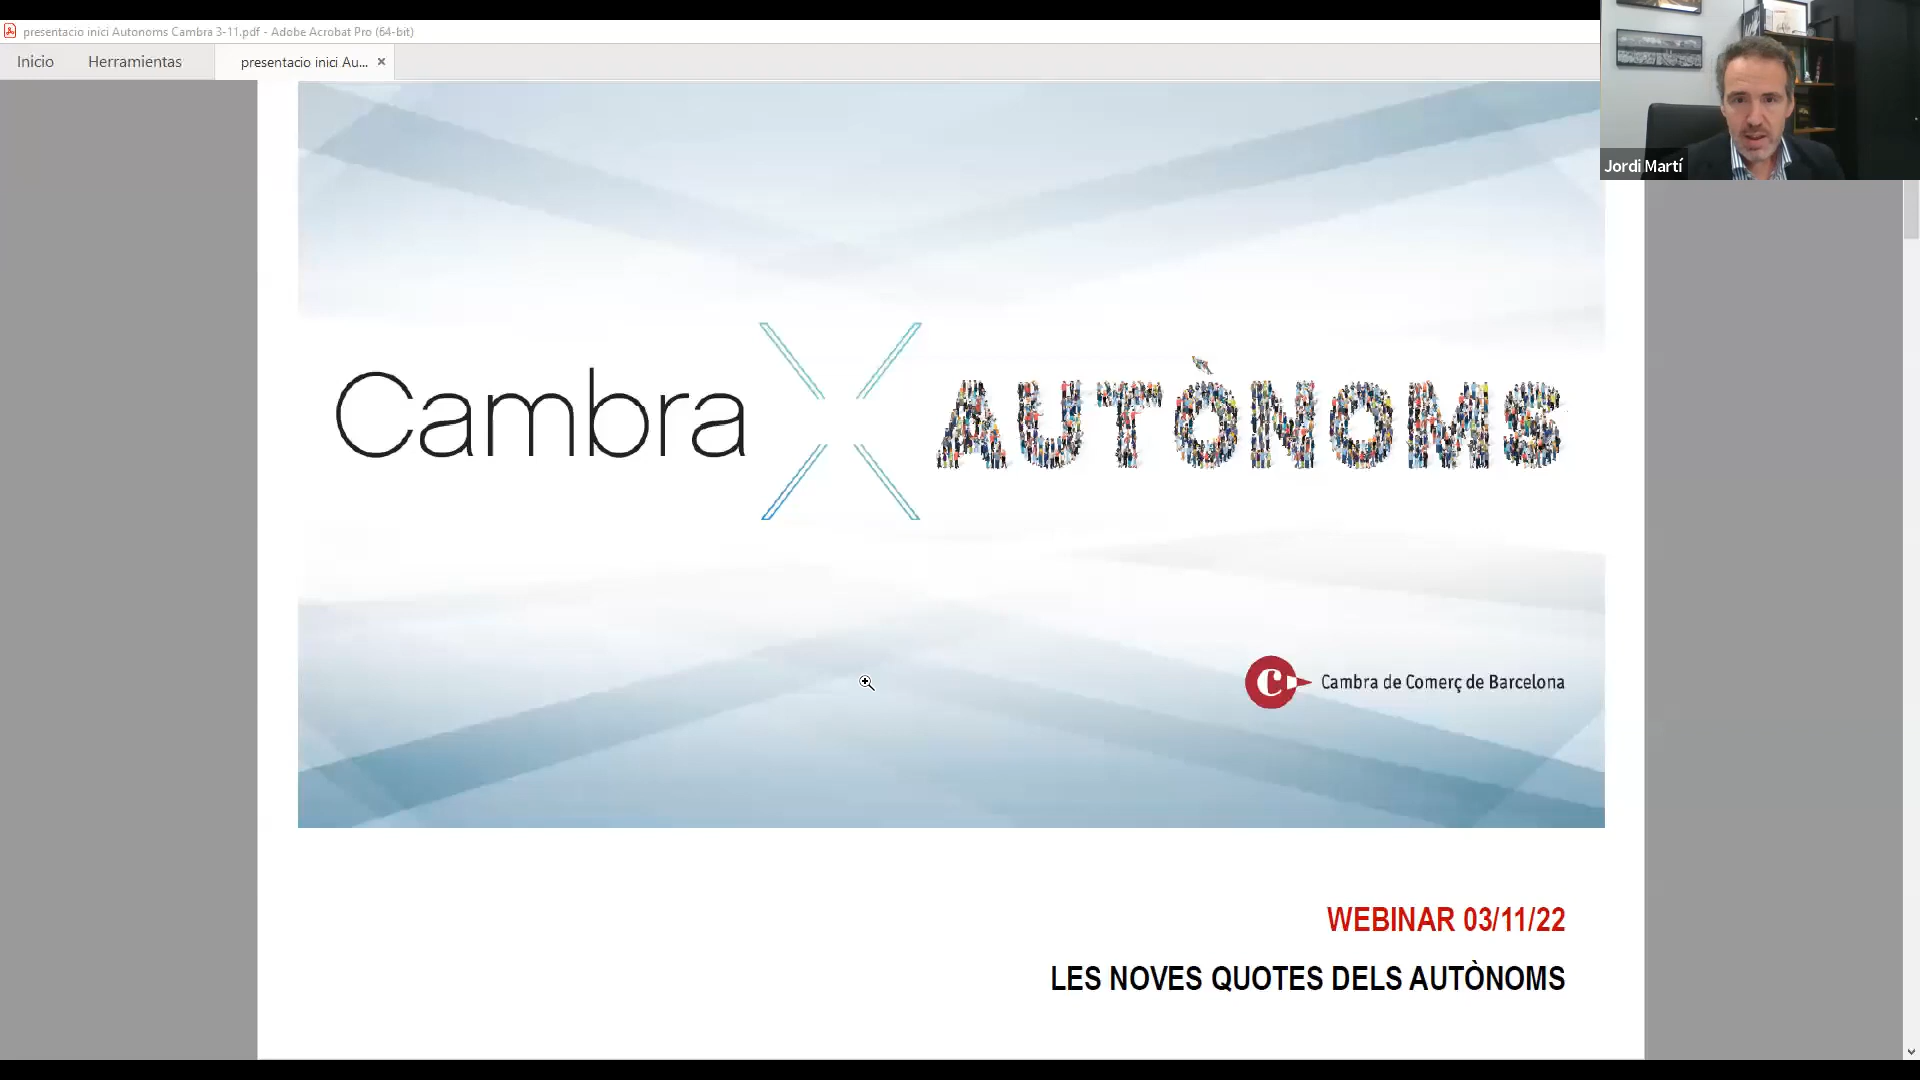 presentacio inici Autonoms Cambra 3-11.pdf - Adobe Acrobat Pro (64-bit)
Inicio
Herramientas
presentacio inici Au...
Jordi Martí
Cambra X AUTÒNOMS
Cambra de Comerç de Barcelona
WEBINAR 03/11/22
LES NOVES QUOTES DELS AUTÒNOMS